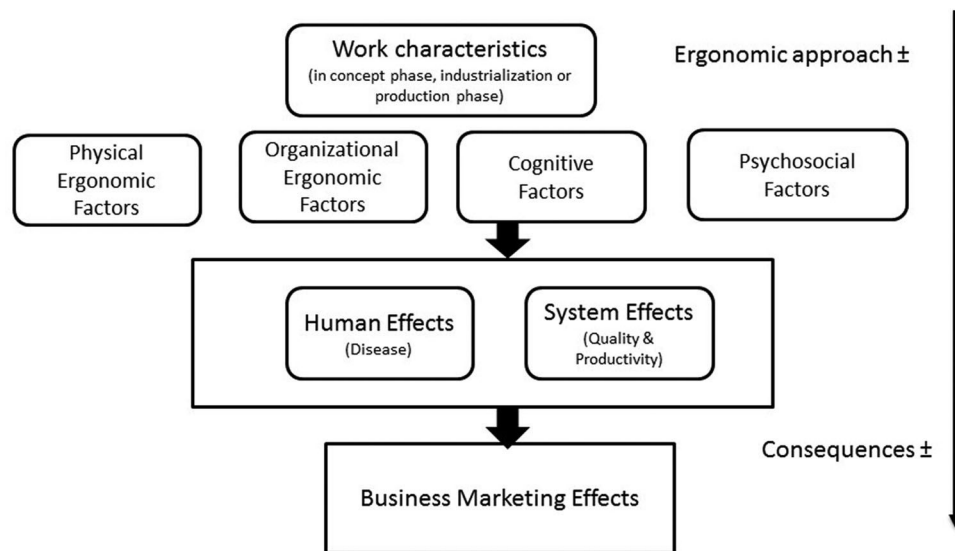 Work characteristics
(in concept phase, industrialization or
production phase)
Ergonomic approach ±
Physical
Ergonomic
Factors
Organizational
Ergonomic
Factors
Cognitive
Factors
Psychosocial
Factors
Human Effects
(Disease)
System Effects
(Quality &
Productivity)
Consequences ±
Business Marketing Effects